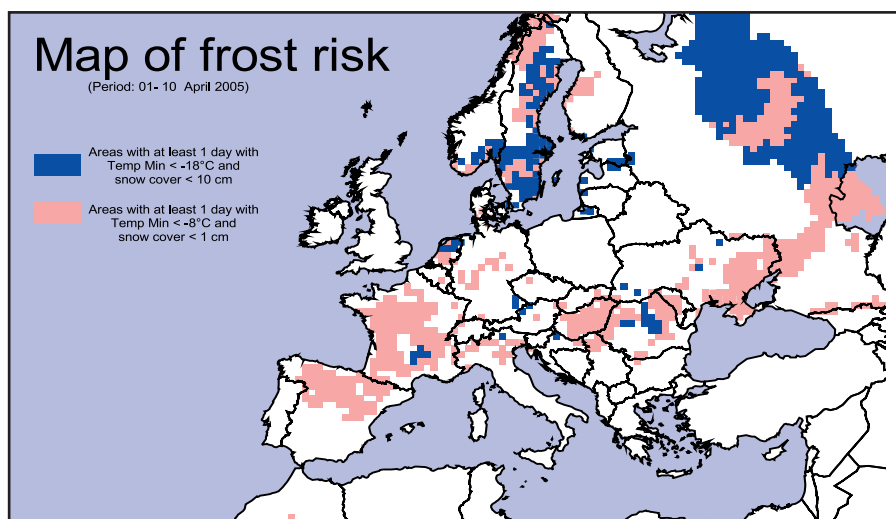 Map of frost risk
(Period: 01- 10 April 2005)
Areas with at least 1 day with
Temp Min < -18°C and
snow cover < 10 cm
Areas with at least 1 day with
Temp Min < -8°C and
snow cover < 1 cm